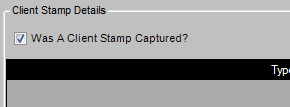 Client Stamp Details
Was A Client Stamp Captured?
Type